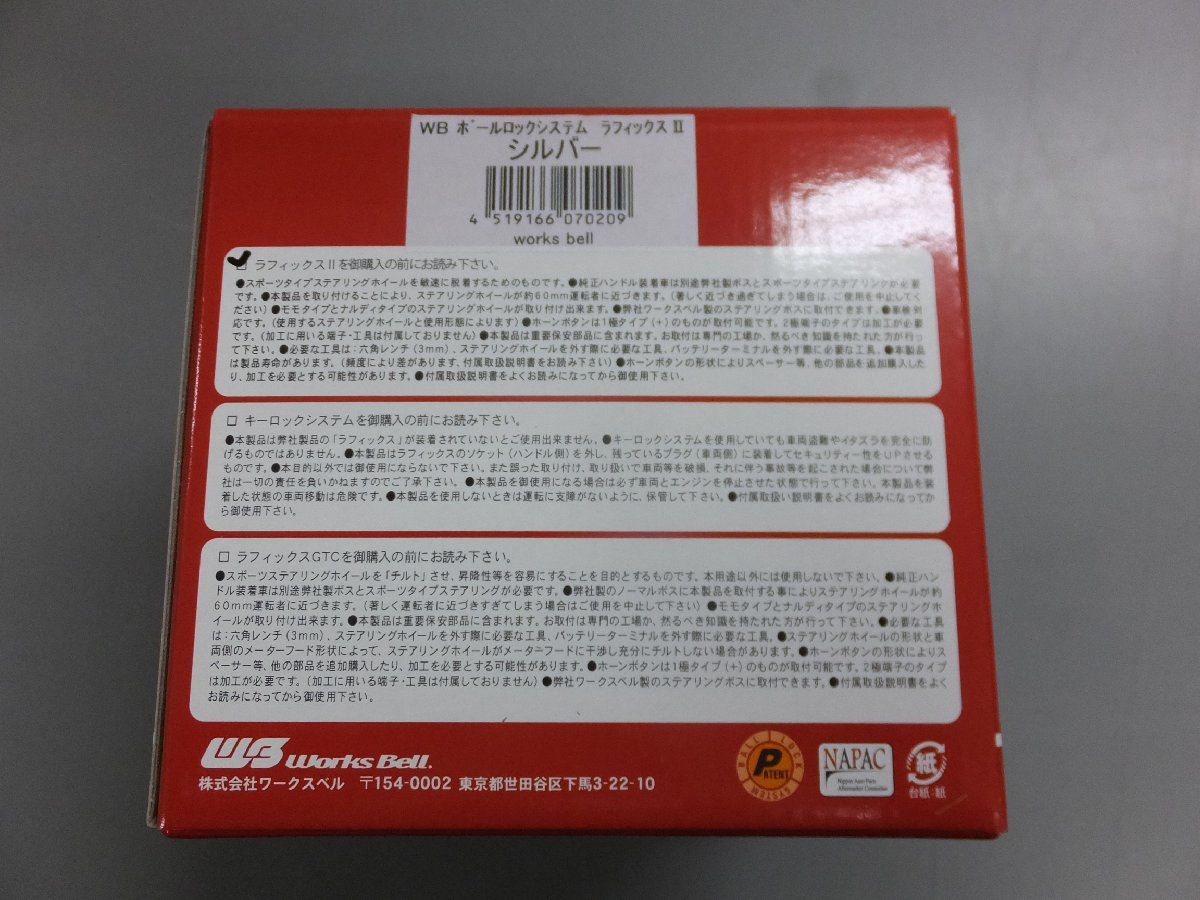 WB ボールロックシステム ラフィックスⅡ
シルバー
4 519166 070209
works bell
ラフィックスⅡを御購入の前にお読み下さい。
●スポーツタイプステアリングホイールを敏速に脱着するためのものです。●純正ハンドル装着車は別途弊社製ボスとスポーツタイプステアリングが必要
です。●本製品を取り付けることにより、ステアリングホイールが約60mm運転者に近づきます。(著しく近づき過ぎてしまう場合は、ご使用を中止してく
ださい)●モモタイプとナルディタイプのステアリングホイールが取り付け出来ます。●弊社ワークスベル製のステアリングボスに取付できます。●車検対
応です。(使用するステアリングホイールと使用形態によります)●ホーンボタンは1極タイプ(+)のものが取付可能です。2極端子のタイプは加工が必要
です。(加工に用いる端子・工具は付属しておりません)●本製品は重要保安部品に含まれます。お取付は専門の工場か、然るべき知識を持たれた方が行っ
て下さい。●必要な工具は:六角レンチ(3mm)、ステアリングホイールを外す際に必要な工具、バッテリーターミナルを外す際に必要な工具。●本製品
は製品寿命があります。(頻度により差があります、付属取扱説明書をお読み下さい)●ホーンボタンの形状によりスペーサー等、他の部品を追加購入した
り、加工を必要とする可能性があります。●付属取扱説明書をよくお読みになってから御使用下さい。
□ キーロックシステムを御購入の前にお読み下さい。
●本製品は弊社製品の「ラフィックス」が装着されていないとご使用出来ません。●キーロックシステムを使用していても車両盗難やイタズラを完全に防
げるものではありません。●本製品はラフィックスのソケット(ハンドル側)を外し、残っているプラグ(車両側)に装着してセキュリティー性をUPさせる
ものです。●本目的以外では御使用にならないで下さい。また誤った取り付け、取り扱いで車両等を破損、それに伴う事故等を起こされた場合について弊
社は一切の責任を負いかねますのでご了承下さい。●本製品を御使用になる場合は必ず車両とエンジンを停止させた状態で行って下さい。本製品を装
着した状態の車両移動は危険です。●本製品を使用しないときは運転に支障がないように、保管して下さい。●付属取扱い説明書をよくお読みになってか
ら御使用下さい。
□ ラフィックスGTCを御購入の前にお読み下さい。
●スポーツステアリングホイールを「チルト」させ、昇降性等を容易にすることを目的とするものです。本用途以外には使用しないで下さい。●純正ハン
ドル装着車は別途弊社製ボスとスポーツタイプステアリングが必要です。●弊社製のノーマルボスに本製品を取付する事によりステアリングホイールが約
60mm運転者に近づきます。(著しく運転者に近づきすぎてしまう場合はご使用を中止して下さい)●モモタイプとナルディタイプのステアリングホ
イールが取り付け出来ます●本製品は重要保安部品に含まれます。お取付は専門の工場か、然るべき知識を持たれた方が行って下さい。●必要な工具
は:六角レンチ(3mm)、ステアリングホイールを外す際に必要な工具、バッテリーターミナルを外す際に必要な工具。●ステアリングホイールの形状と車
両側のメーターフード形状によって、ステアリングホイールがメーターフードに干渉し充分にチルトしない場合があります。●ホーンボタンの形状により
スペーサー等、他の部品を追加購入したり、加工を必要とする可能性があります。●ホーンボタンは1極タイプ(+)のものが取付可能です。2極端子のタイプ
は加工が必要です。(加工に用いる端子・工具は付属しておりません)●弊社ワークスベル製のステアリングボスに取付できます。●付属取扱説明書をよく
お読みになってから御使用下さい。
WB Works Bell.
株式会社ワークスベル 〒154-0002 東京都世田谷区下馬3-22-10
BALL LOCK
PATENT
SYSTEM
NAPAC
Nippon Auto Parts
Aftermarket Committee
紙
台紙:紙